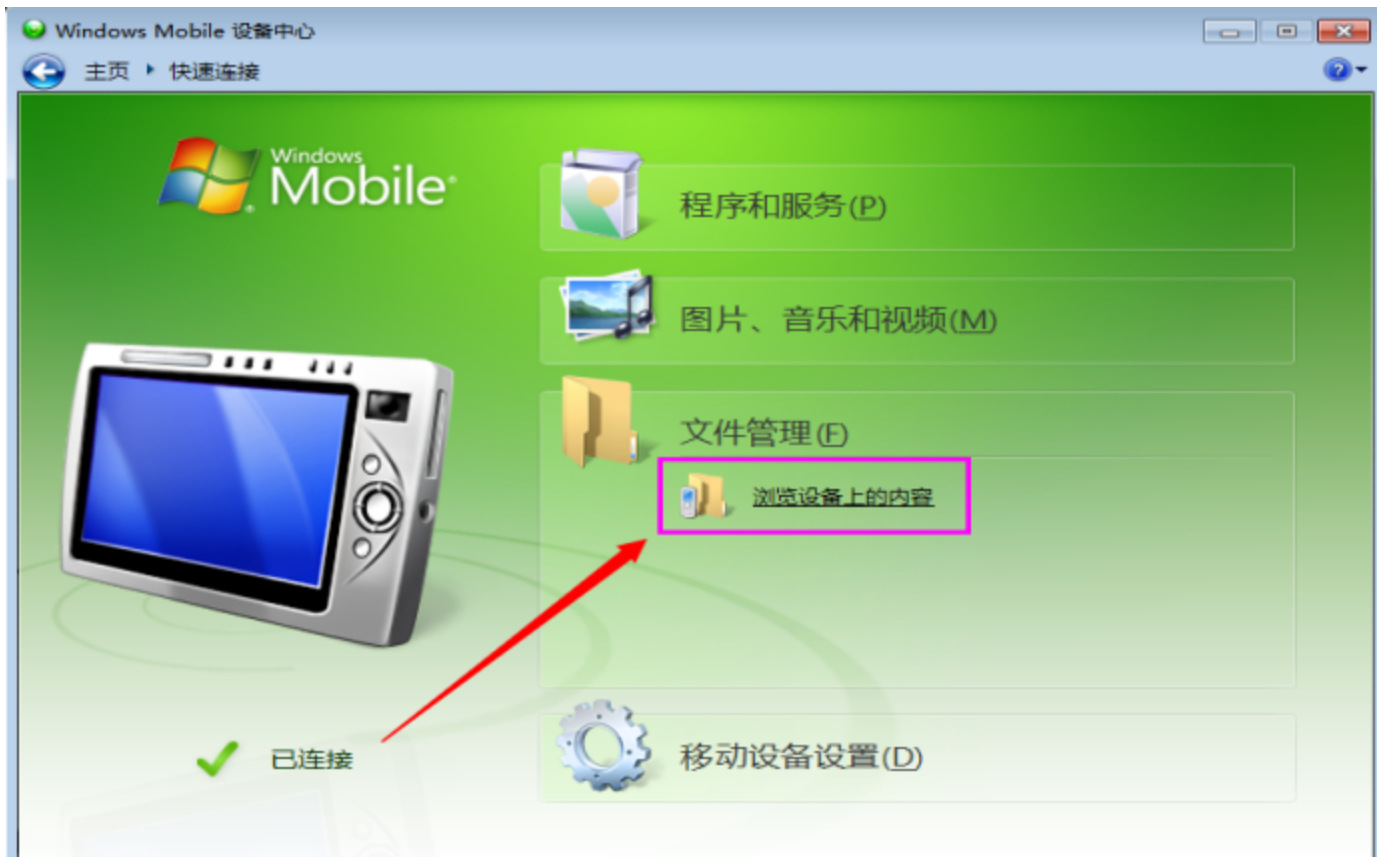 Windows Mobile 设备中心
主页 快速连接
Windows
Mobile
程序和服务(P)
图片、音乐和视频(M)
文件管理(F)
浏览设备上的内容
移动设备设置(D)
已连接